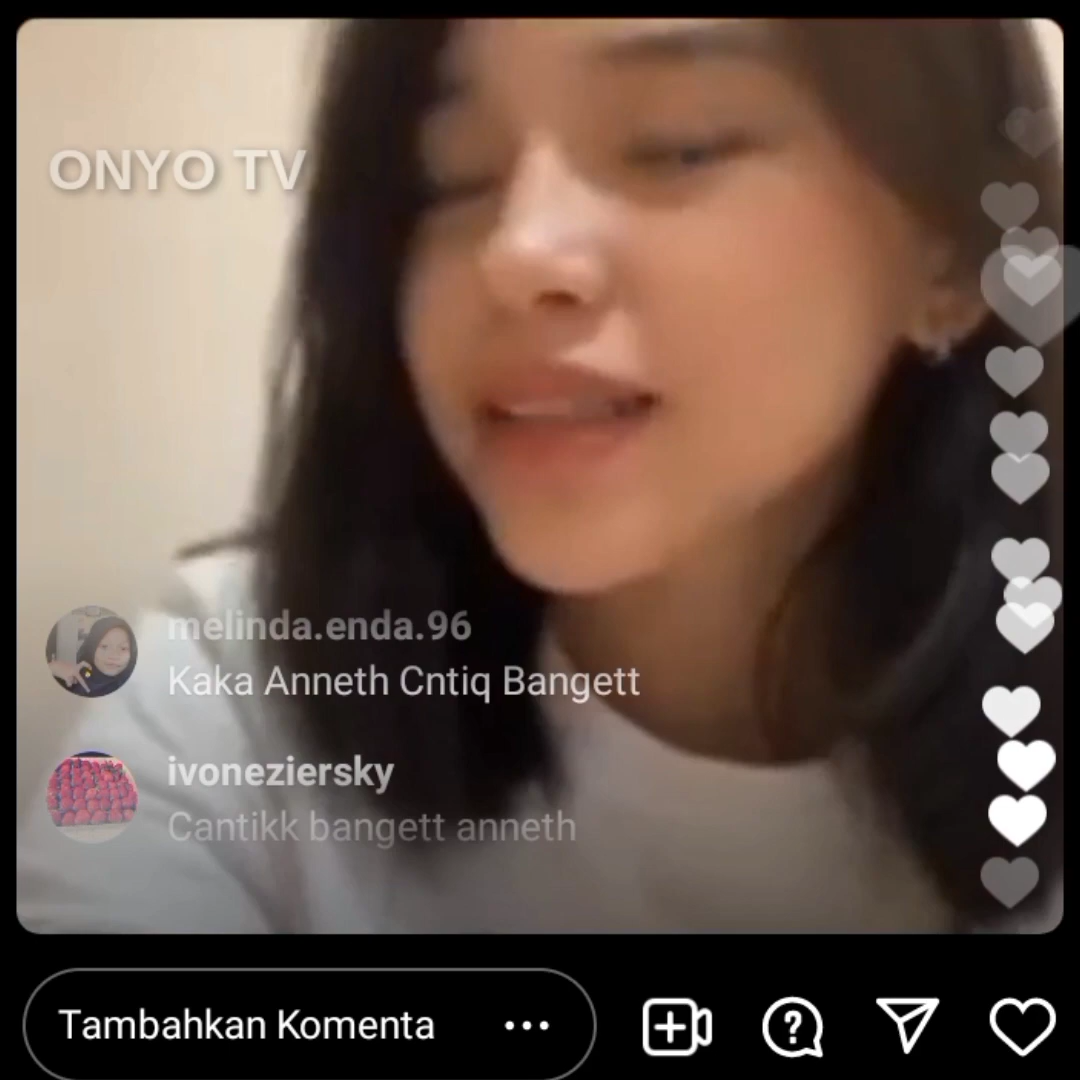 ONYO TV
melinda.enda.96
Kaka Anneth Cntiq Bangett
ivoneziersky
Cantikk bangett anneth
Tambahkan Komenta